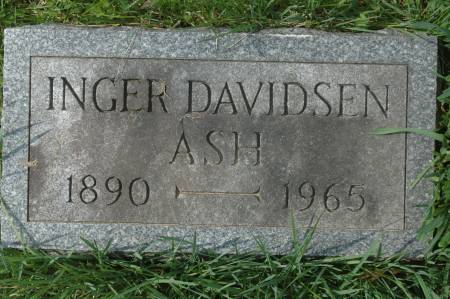 INGER DAVIDSEN
ASH
1890 — 1965